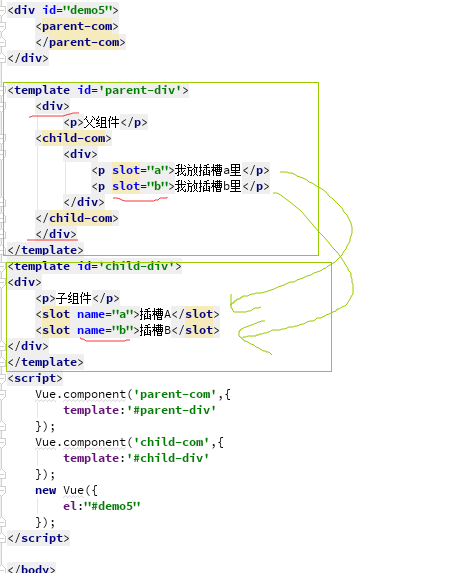 <div id="demo5">
<parent-com>
</parent-com>
</div>
<template id='parent-div'>
<div>
<p>父组件</p>
<child-com>
<div>
<p slot="a">我放插槽a里</p>
<p slot="b">我放插槽b里</p>
</div>
</child-com>
</div>
</template>
<template id='child-div'>
<div>
<p>子组件</p>
<slot name="a">插槽A</slot>
<slot name="b">插槽B</slot>
</div>
</template>
<script>
Vue.component('parent-com',{
template:'#parent-div'
});
Vue.component('child-com',{
template:'#child-div'
});
new Vue({
el:"#demo5"
});
</script>
</body>